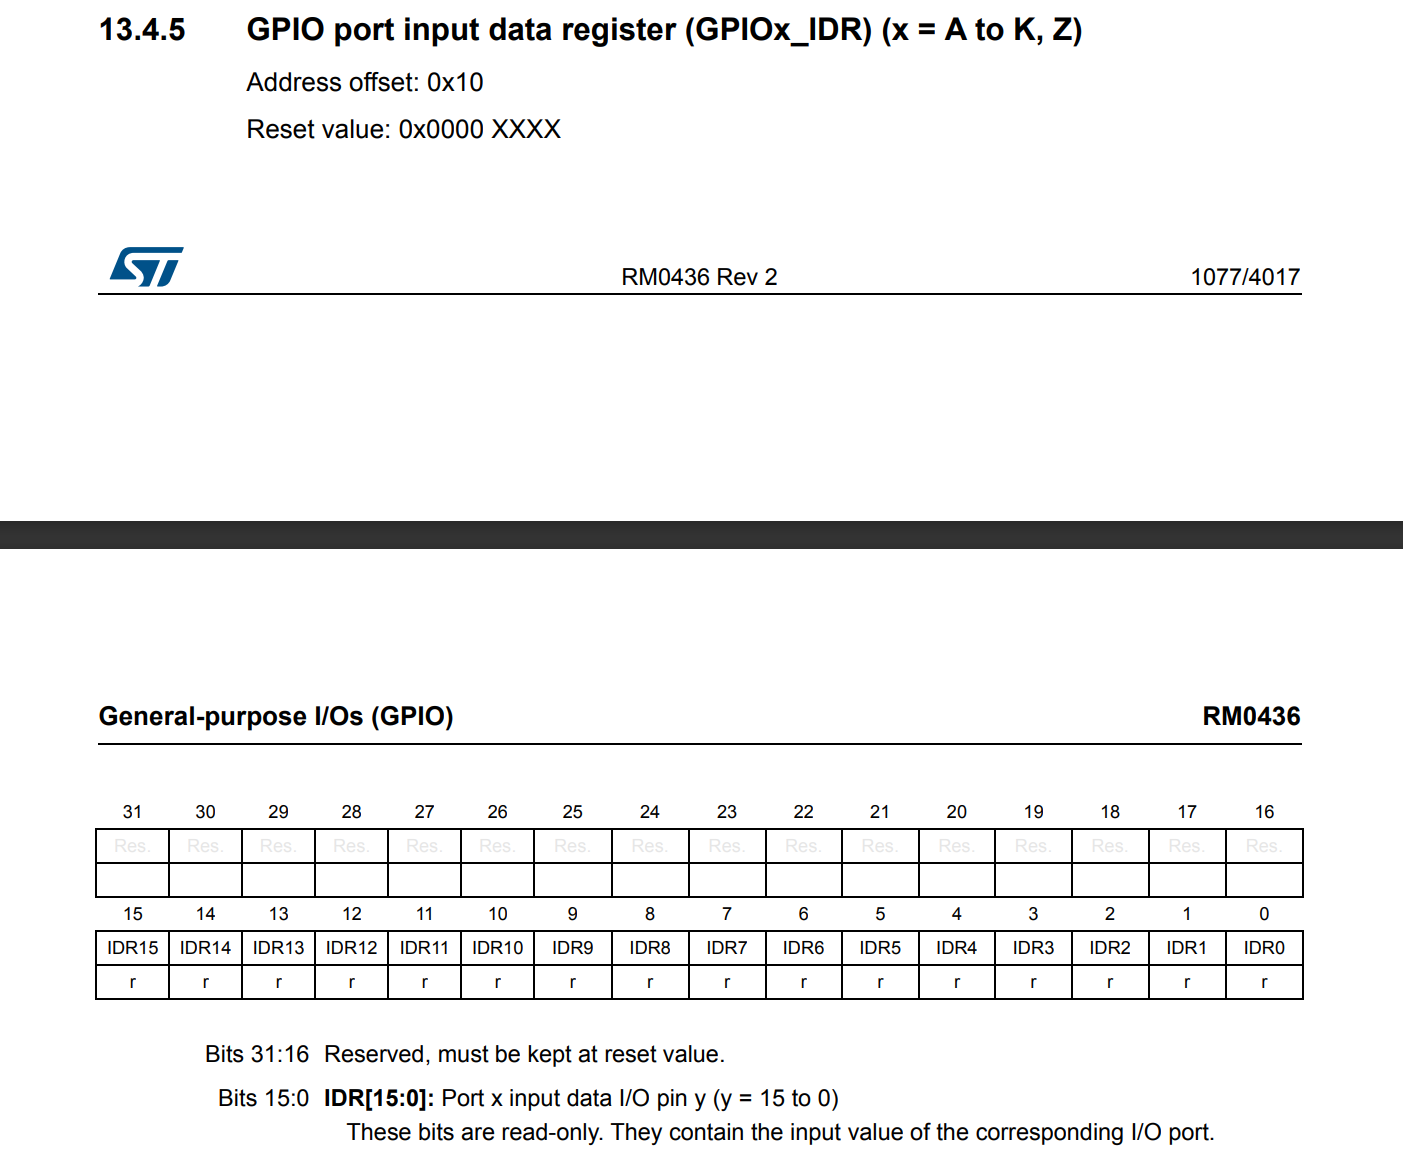 13.4.5 GPIO port input data register (GPIOx_IDR) (x = A to K, Z)
Address offset: 0x10
Reset value: 0x0000 XXXX
ST RM0436 Rev 2 1077/4017
General-purpose I/Os (GPIO) RM0436
31 30 29 28 27 26 25 24 23 22 21 20 19 18 17 16
Res. Res. Res. Res. Res. Res. Res. Res. Res. Res. Res. Res. Res. Res. Res. Res.
15 14 13 12 11 10 9 8 7 6 5 4 3 2 1 0
IDR15 IDR14 IDR13 IDR12 IDR11 IDR10 IDR9 IDR8 IDR7 IDR6 IDR5 IDR4 IDR3 IDR2 IDR1 IDR0
r r r r r r r r r r r r r r r r
Bits 31:16 Reserved, must be kept at reset value.
Bits 15:0 IDR[15:0]: Port x input data I/O pin y (y = 15 to 0)
These bits are read-only. They contain the input value of the corresponding I/O port.